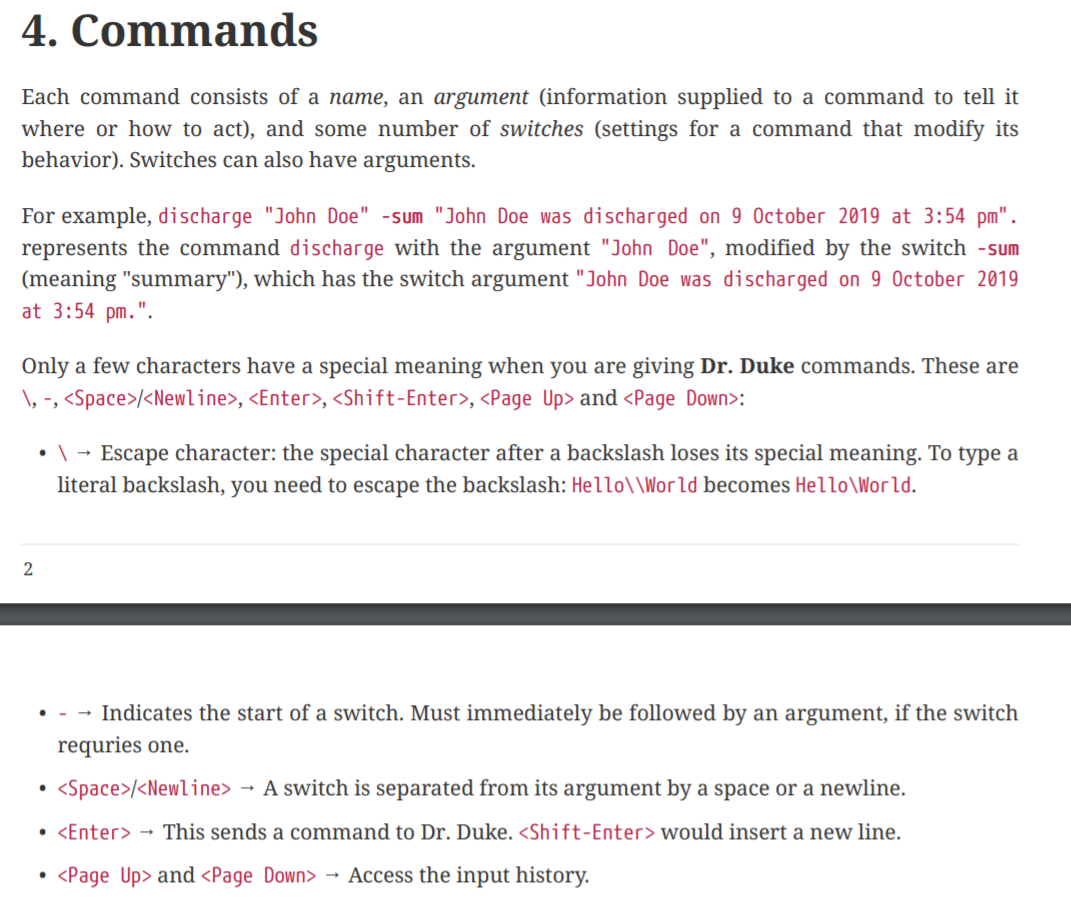 4. Commands
Each command consists of a name, an argument (information supplied to a command to tell it
where or how to act), and some number of switches (settings for a command that modify its
behavior). Switches can also have arguments.
For example, discharge "John Doe" -sum "John Doe was discharged on 9 October 2019 at 3:54 pm".
represents the command discharge with the argument "John Doe", modified by the switch -sum
(meaning "summary"), which has the switch argument "John Doe was discharged on 9 October 2019
at 3:54 pm.".
Only a few characters have a special meaning when you are giving Dr. Duke commands. These are
\, -, <Space>/<Newline>, <Enter>, <Shift-Enter>, <Page Up> and <Page Down>:
• \ → Escape character: the special character after a backslash loses its special meaning. To type a
literal backslash, you need to escape the backslash: Hello\\World becomes Hello\World.
2
• - → Indicates the start of a switch. Must immediately be followed by an argument, if the switch
requries one.
• <Space>/<Newline> → A switch is separated from its argument by a space or a newline.
• <Enter> → This sends a command to Dr. Duke. <Shift-Enter> would insert a new line.
• <Page Up> and <Page Down> → Access the input history.